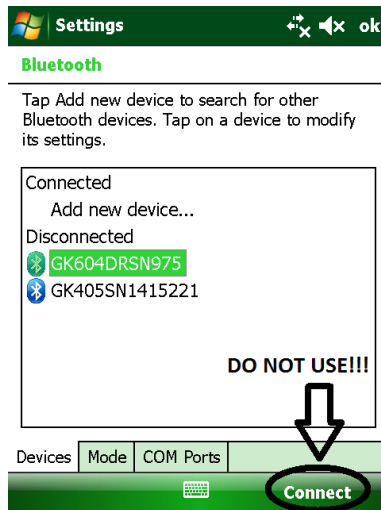 Settings ok
Bluetooth
Tap Add new device to search for other
Bluetooth devices. Tap on a device to modify
its settings.
Connected
Add new device...
Disconnected
GK604DRSN975
GK405SN1415221
DO NOT USE!!!
Devices Mode COM Ports
Connect